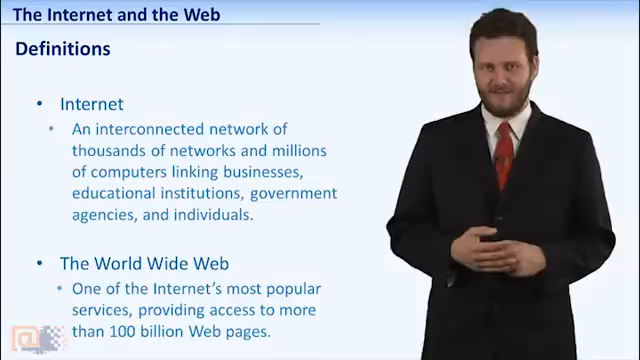 The Internet and the Web
Definitions
• Internet
• An interconnected network of
thousands of networks and millions
of computers linking businesses,
educational institutions, government
agencies, and individuals.
• The World Wide Web
• One of the Internet's most popular
services, providing access to more
than 100 billion Web pages.
@